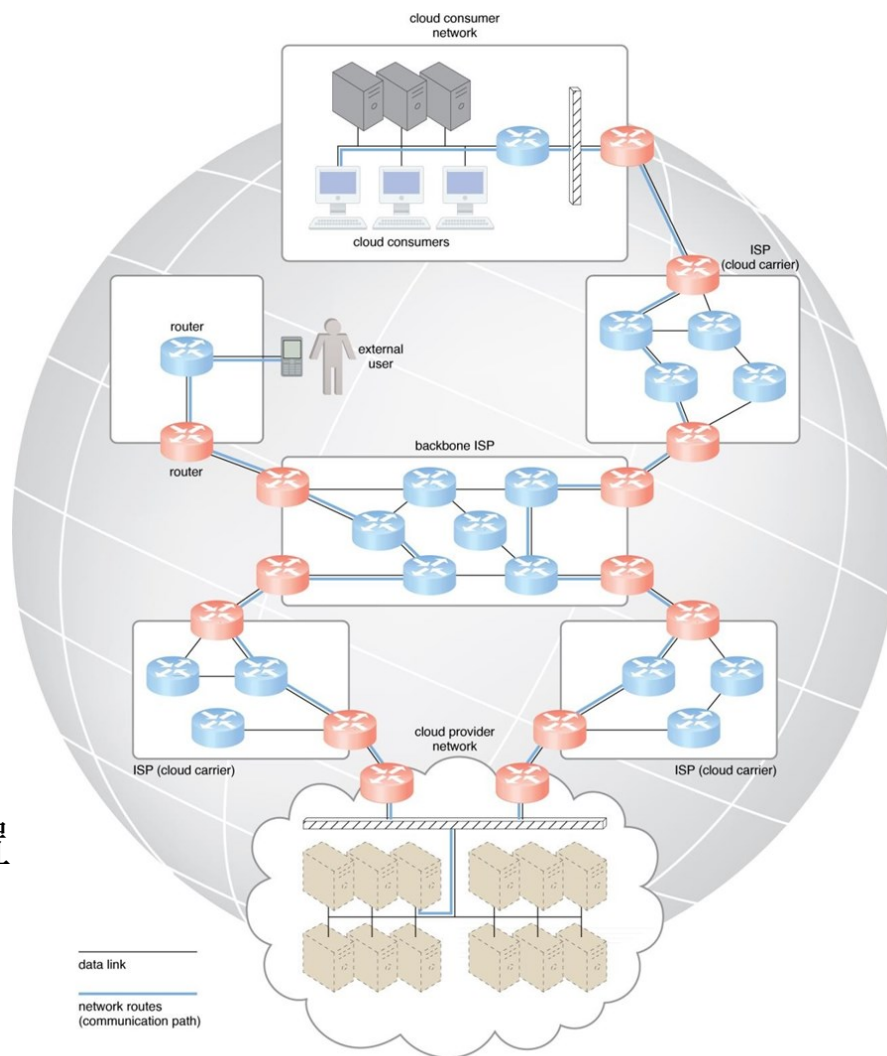 cloud consumer
network
cloud consumers
ISP
(cloud carrier)
router
external
user
router
backbone ISP
cloud provider
network
ISP (cloud carrier)
ISP (cloud carrier)
data link
network routes
(communication path)